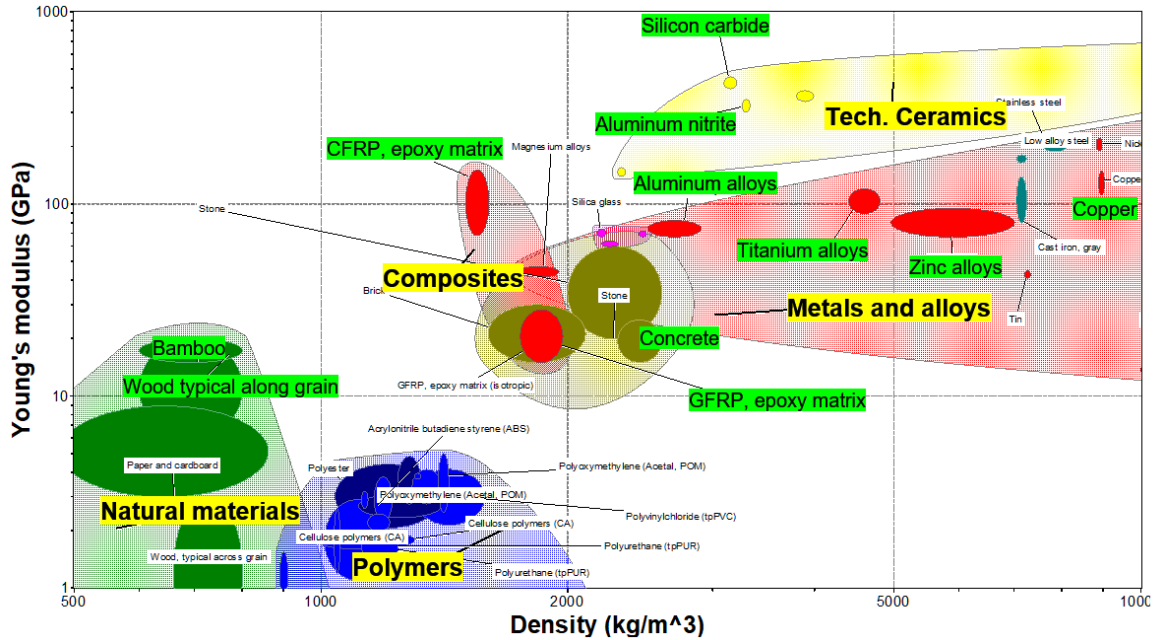 1000
Silicon carbide
Stainless steel
Tech. Ceramics
Aluminum nitrite
Low alloy steel
CFRP, epoxy matrix
Magnesium alloys
Aluminum alloys
Copper
Stone
Silica glass
100
Titanium alloys
Cast iron, gray
Zinc alloys
Composites
Stone
Metals and alloys
Tin
Concrete
Bamboo
Wood typical along grain
GFRP, epoxy matrix (isotropic)
GFRP, epoxy matrix
10
Acrylonitrile butadiene styrene (ABS)
Paper and cardboard
Polyester
Polyoxymethylene (Acetal, POM)
Polyoxymethylene (Acetal, POM)
Natural materials
Polyvinylchloride (tpPVC)
Cellulose polymers (CA)
Cellulose polymers (CA)
Polyurethane (tpPUR)
Wood, typical across grain
Polymers
Polyurethane (tpPUR)
1
500
1000
2000
5000
Density (kg/m^3)
Young's modulus (GPa)